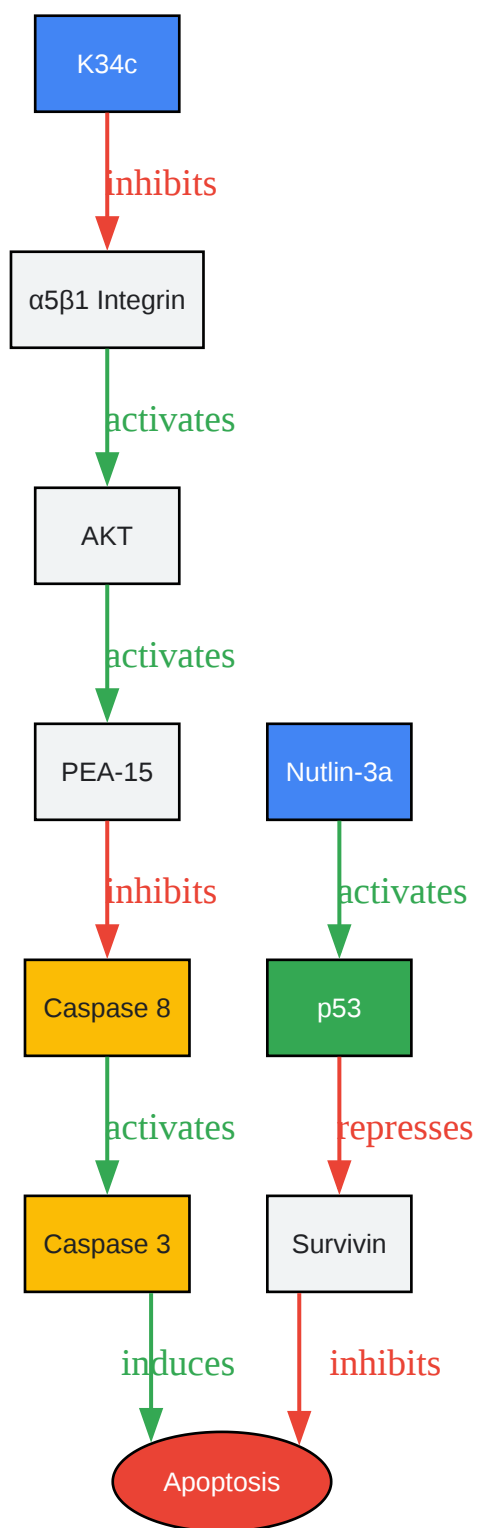 K34c
inhibits
α5β1 Integrin
activates
AKT
activates
PEA-15
Nutlin-3a
inhibits
activates
Caspase 8
p53
activates
represses
Caspase 3
Survivin
induces
inhibits
Apoptosis